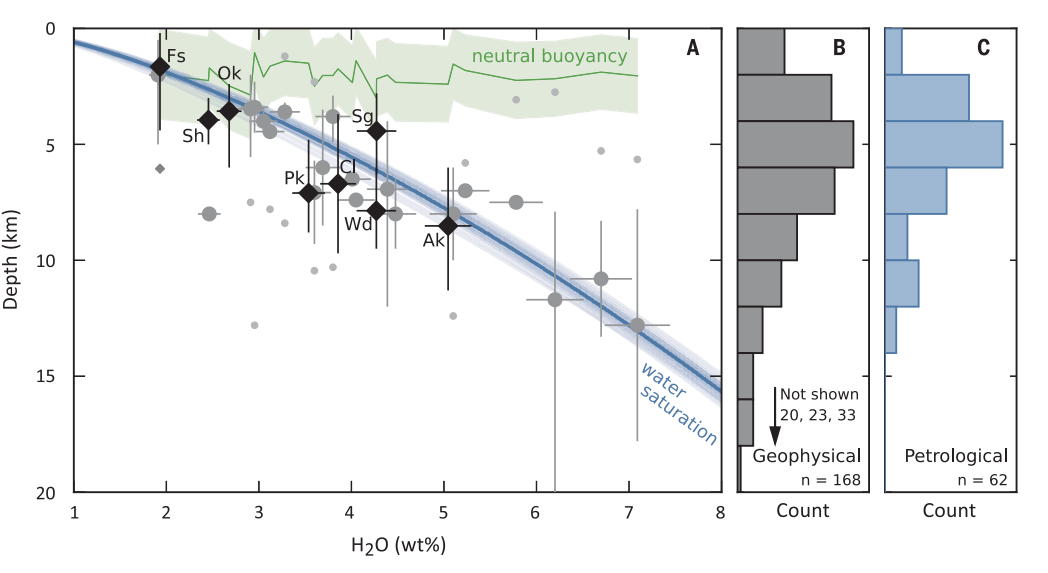 0
5
10
15
20
Depth (km)
1
2
3
4
5
6
7
8
H2O (wt%)
A
neutral buoyancy
Fs
Ok
Sh
Sg
Pk
Cl
Wd
Ak
water
saturation
B
Not shown
20, 23, 33
Geophysical
n = 168
Count
C
Petrological
n = 62
Count